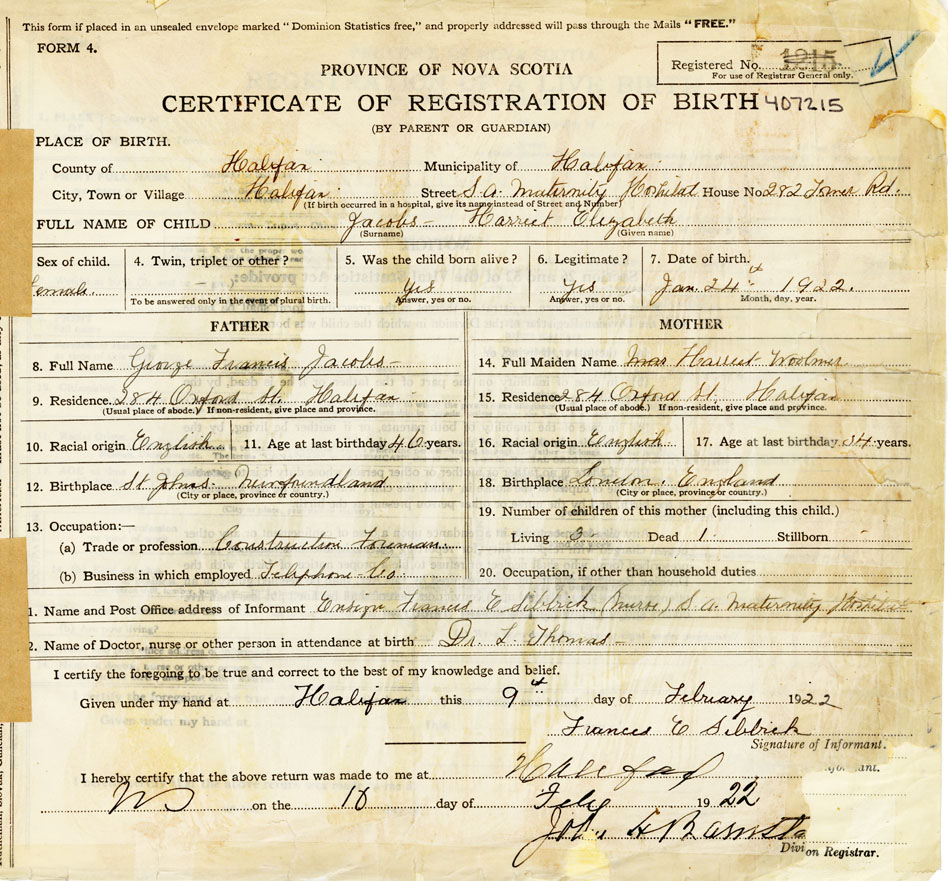 This form if placed in an unsealed envelope marked "Dominion Statistics free," and properly addressed will pass through the Mails "FREE."
FORM 4.
Registered No. 1215
For use of Registrar General only.
PROVINCE OF NOVA SCOTIA
CERTIFICATE OF REGISTRATION OF BIRTH 407215
(BY PARENT OR GUARDIAN)
PLACE OF BIRTH.
County of Halifax Municipality of Halifax
City, Town or Village Halifax Street S.A. Maternity Hospital House No. 282 Tower Rd.
(If birth occurred in a hospital, give its name instead of Street and Number)
FULL NAME OF CHILD Jacobs - Harriet Elizabeth
(Surname) (Given name)
Sex of child. 4. Twin, triplet or other? 5. Was the child born alive? 6. Legitimate? 7. Date of birth.
emale. - Yes Yes Jan. 24th 1922.
To be answered only in the event of plural birth. Answer, yes or no. Answer, yes or no. Month, day, year.
FATHER
8. Full Name George Francis Jacobs -
9. Residence 284 Oxford St. Halifax
(Usual place of abode.) If non-resident, give place and province.
10. Racial origin English 11. Age at last birthday 40 years.
12. Birthplace St Johns. Newfoundland
(City or place, province or country.)
13. Occupation:—
(a) Trade or profession Construction Foreman
(b) Business in which employed Telephone Co.
MOTHER
14. Full Maiden Name Harriet Woolmer
15. Residence 284 Oxford St. Halifax
(Usual place of abode.) If non-resident, give place and province.
16. Racial origin English 17. Age at last birthday 34 years.
18. Birthplace London, England
(City or place, province or country.)
19. Number of children of this mother (including this child.)
Living 3 Dead 1 Stillborn -
20. Occupation, if other than household duties
1. Name and Post Office address of Informant Ensign Francis E Sibbick (nurse) S A Maternity Hospital
2. Name of Doctor, nurse or other person in attendance at birth Dr. L. Thomas -
I certify the foregoing to be true and correct to the best of my knowledge and belief.
Given under my hand at Halifax this 9th day of February 1922
Frances E Sibbick
Signature of Informant.
I hereby certify that the above return was made to me at Halifax
NS on the 10 day of Feby 1922
Division Registrar.